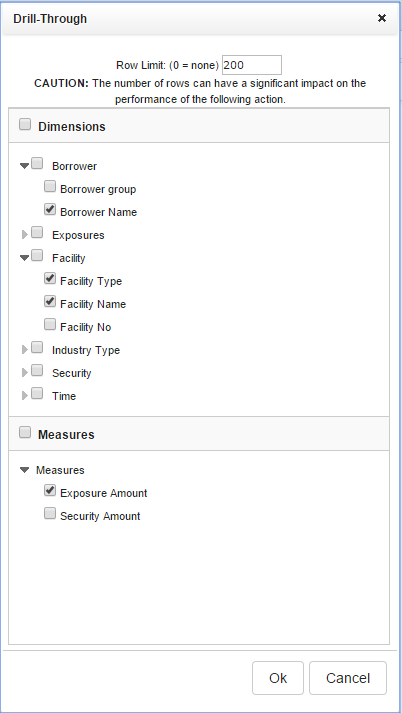 Drill-Through ×
Row Limit: (0 = none) 200
CAUTION: The number of rows can have a significant impact on the
performance of the following action.
Dimensions
Borrower
Borrower group
Borrower Name
Exposures
Facility
Facility Type
Facility Name
Facility No
Industry Type
Security
Time
Measures
Measures
Exposure Amount
Security Amount
Ok Cancel